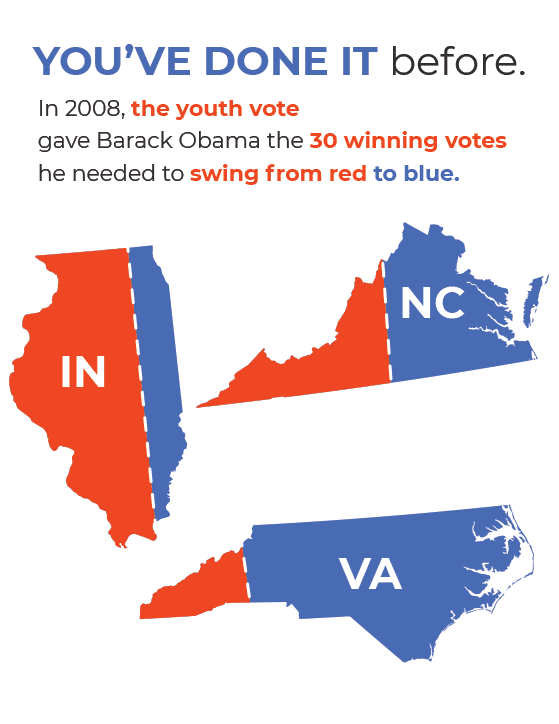 YOU'VE DONE IT before.
In 2008, the youth vote
gave Barack Obama the 30 winning votes
he needed to swing from red to blue.
NC
IN
VA